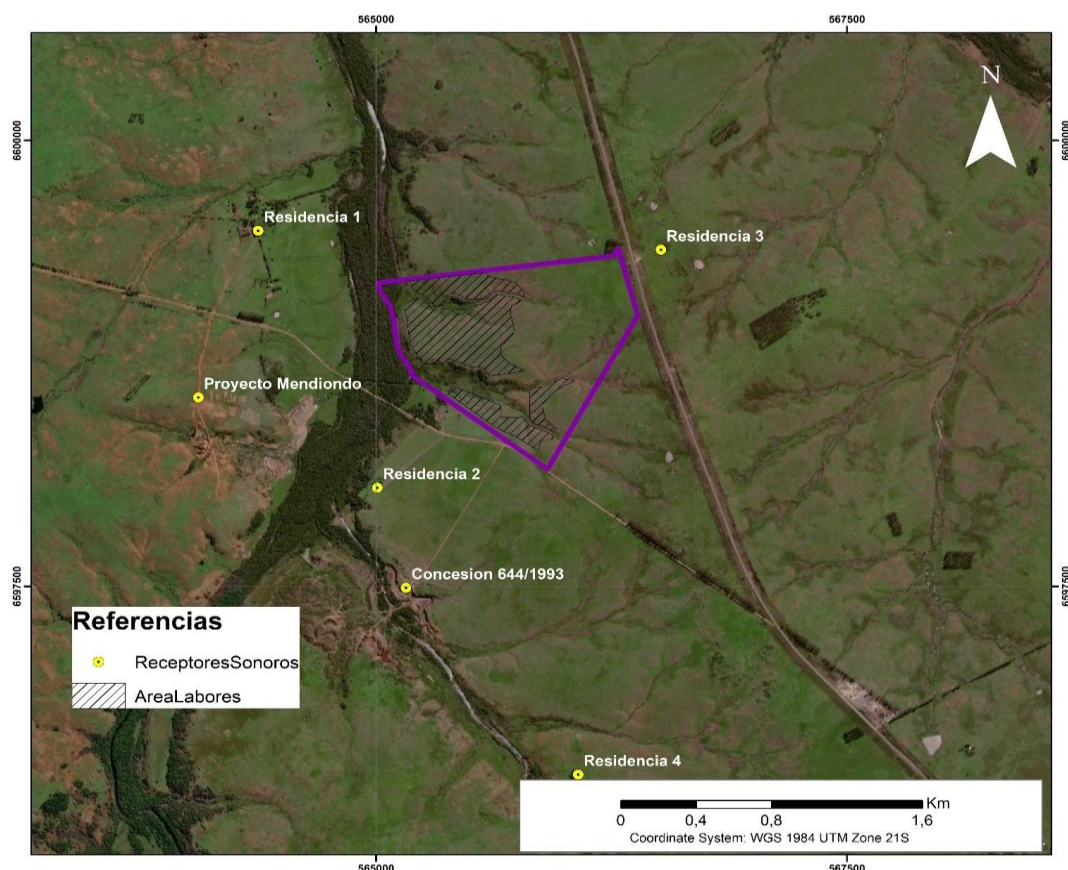 565000
567500
N
6600000
6600000
Residencia 1
Residencia 3
Proyecto Mendiondo
Residencia 2
Concesion 644/1993
6597500
6597500
Referencias
ReceptoresSonoros
AreaLabores
Residencia 4
Km
0 0,4 0,8 1,6
Coordinate System: WGS 1984 UTM Zone 21S
565000
567500